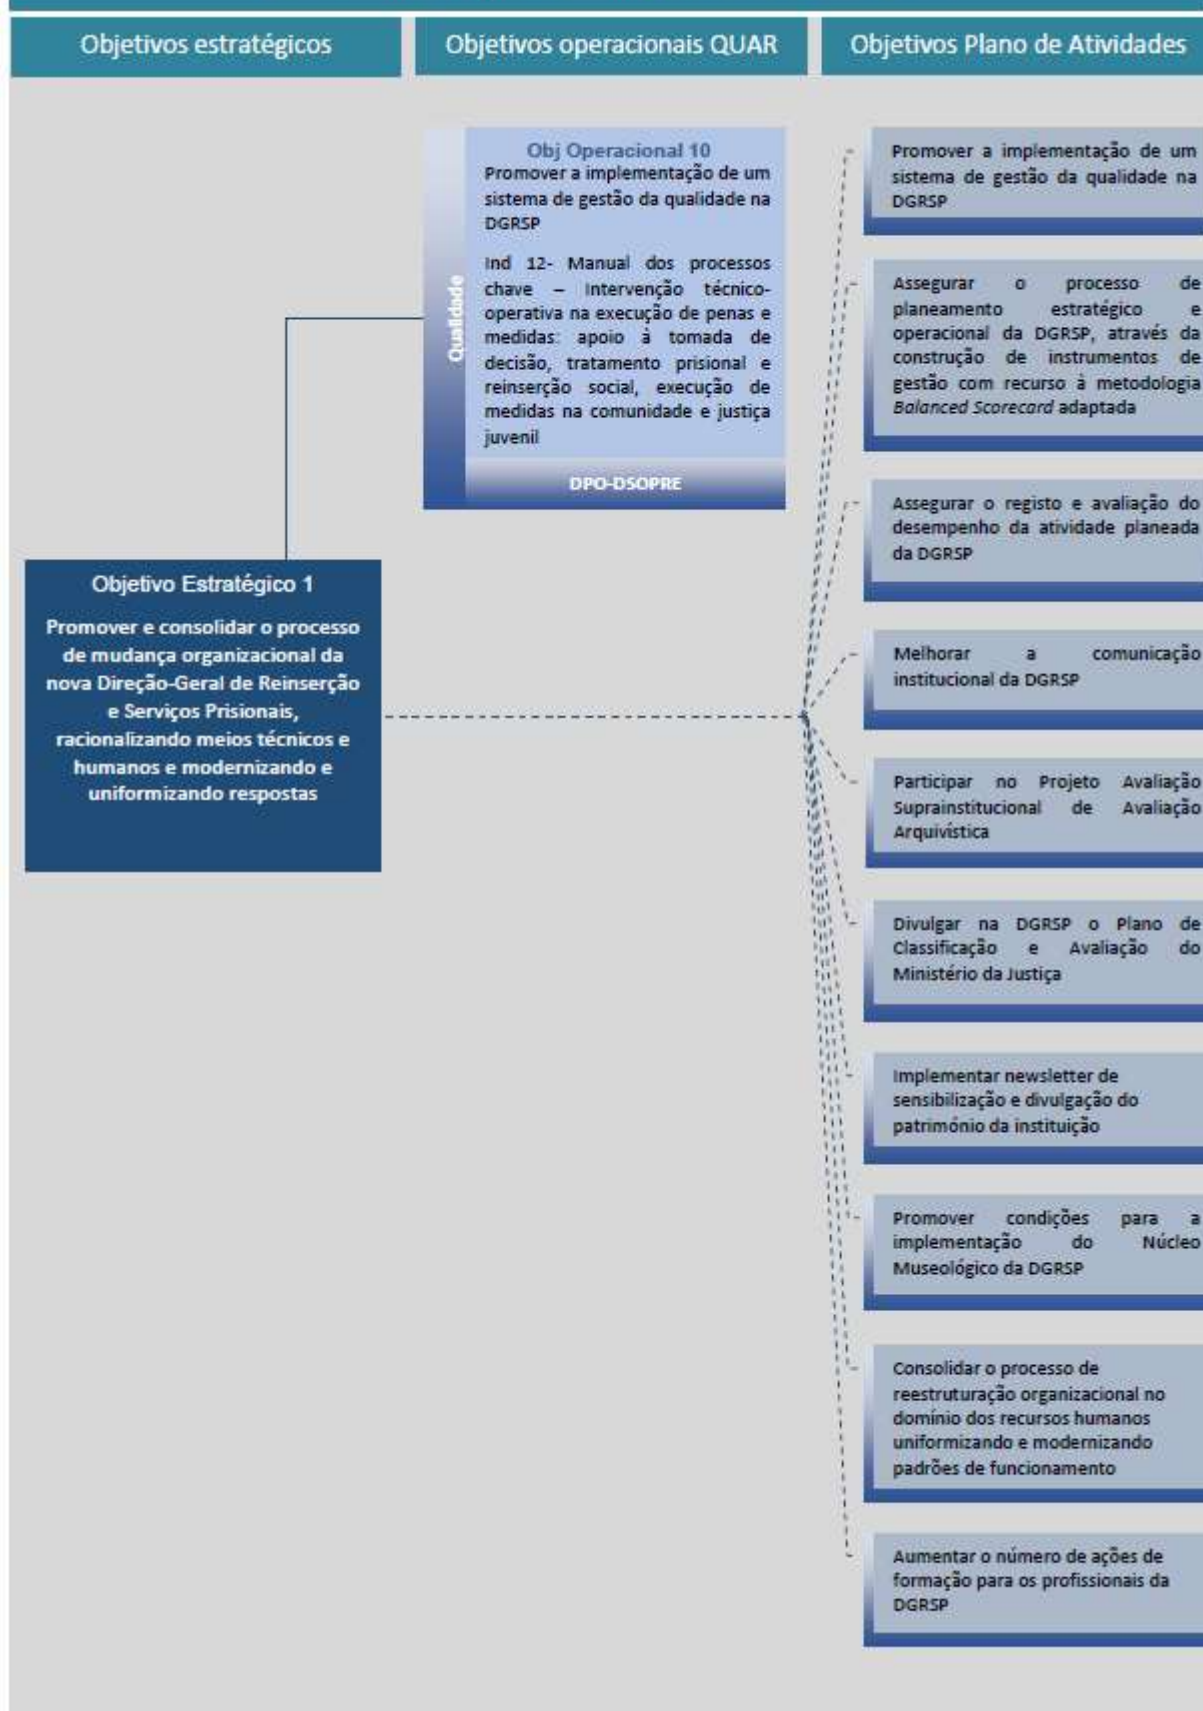 Objetivos estratégicos
Objetivos operacionais QUAR
Objetivos Plano de Atividades
Obj Operacional 10
Promover a implementação de um
sistema de gestão da qualidade na
DGRSP
Ind 12- Manual dos processos
chave – Intervenção técnico-
operativa na execução de penas e
medidas: apoio à tomada de
decisão, tratamento prisional e
reinserção social, execução de
medidas na comunidade e justiça
juvenil
Qualidade
DPO-DSOPRE
Objetivo Estratégico 1
Promover e consolidar o processo
de mudança organizacional da
nova Direção-Geral de Reinserção
e Serviços Prisionais,
racionalizando meios técnicos e
humanos e modernizando e
uniformizando respostas
Promover a implementação de um
sistema de gestão da qualidade na
DGRSP
Assegurar o processo de
planeamento estratégico e
operacional da DGRSP, através da
construção de instrumentos de
gestão com recurso à metodologia
Balanced Scorecard adaptada
Assegurar o registo e avaliação do
desempenho da atividade planeada
da DGRSP
Melhorar a comunicação
institucional da DGRSP
Participar no Projeto Avaliação
Suprainstitucional de Avaliação
Arquivística
Divulgar na DGRSP o Plano de
Classificação e Avaliação do
Ministério da Justiça
Implementar newsletter de
sensibilização e divulgação do
património da instituição
Promover condições para a
implementação do Núcleo
Museológico da DGRSP
Consolidar o processo de
reestruturação organizacional no
domínio dos recursos humanos
uniformizando e modernizando
padrões de funcionamento
Aumentar o número de ações de
formação para os profissionais da
DGRSP